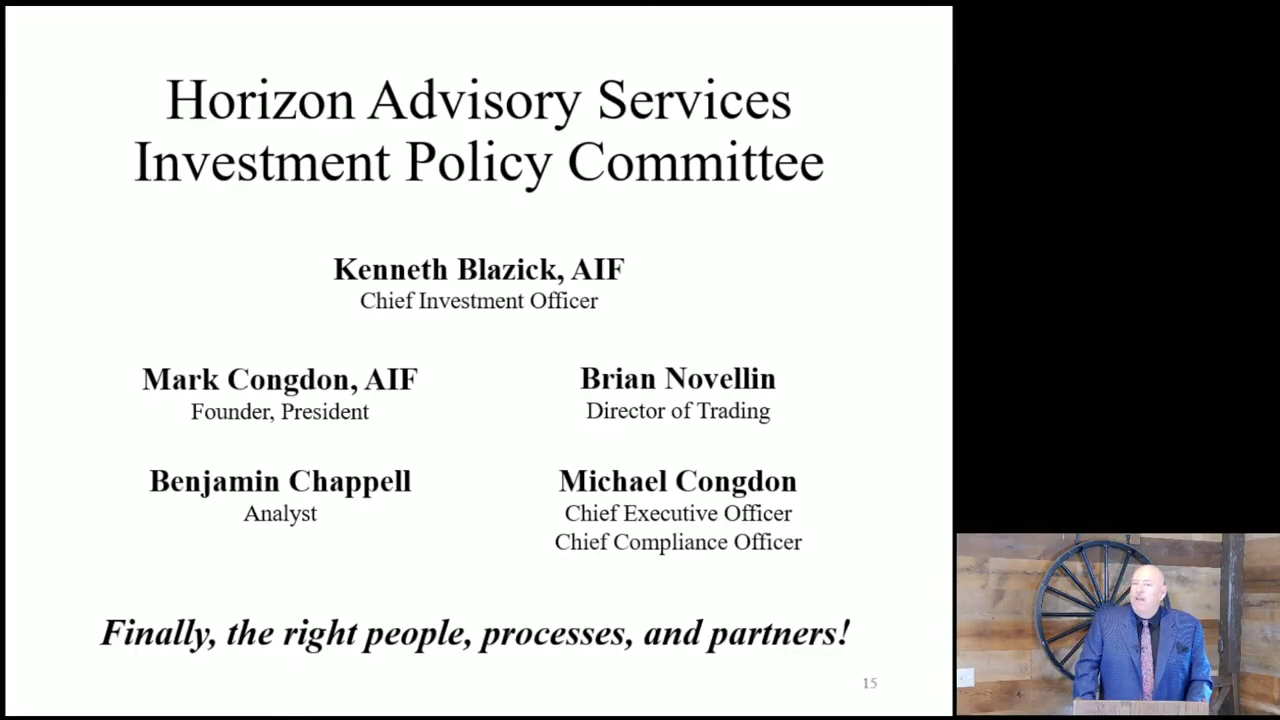 Horizon Advisory Services
Investment Policy Committee
Kenneth Blazick, AIF
Chief Investment Officer
Mark Congdon, AIF
Founder, President
Brian Novellin
Director of Trading
Benjamin Chappell
Analyst
Michael Congdon
Chief Executive Officer
Chief Compliance Officer
Finally, the right people, processes, and partners!
15